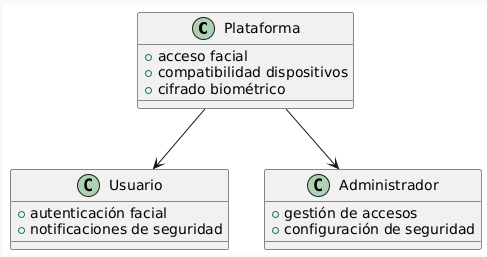 C Plataforma
acceso facial
compatibilidad dispositivos
cifrado biométrico
C Usuario
autenticación facial
notificaciones de seguridad
C Administrador
gestión de accesos
configuración de seguridad